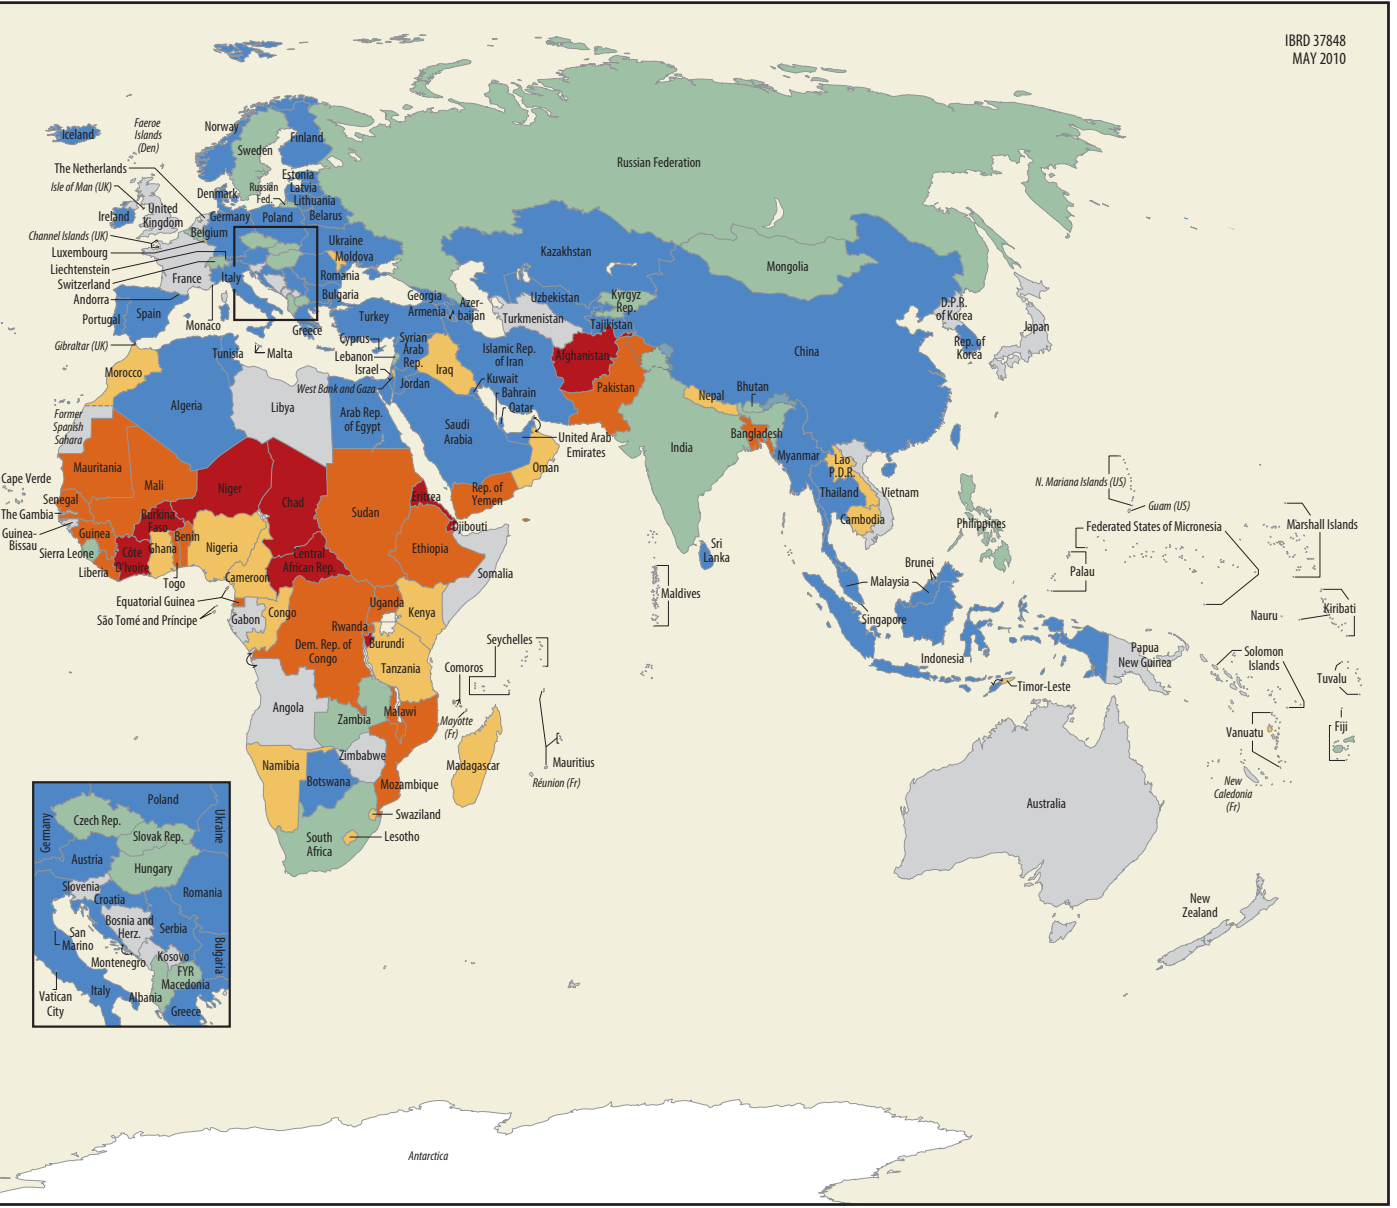 IBRD 37848
MAY 2010
Iceland
Faeroe
Islands
(Den)
Norway
Finland
Sweden
The Netherlands
Isle of Man (UK)
Estonia
Latvia
Lithuania
Russian
Fed.
Denmark
United
Kingdom
Ireland
Germany
Poland
Belarus
Belgium
Channel Islands (UK)
Luxembourg
Liechtenstein
Switzerland
Andorra
France
Italy
Ukraine
Moldova
Romania
Bulgaria
Portugal
Spain
Monaco
Greece
Gibraltar (UK)
Malta
Russian Federation
Kazakhstan
Mongolia
Georgia
Armenia
Azer-
baijan
Uzbekistan
Turkmenistan
Kyrgyz
Rep.
Tajikistan
Turkey
Cyprus
Lebanon
Israel
West Bank and Gaza
Syrian
Arab
Rep.
Iraq
Jordan
Islamic Rep.
of Iran
Kuwait
Bahrain
Qatar
Afghanistan
Pakistan
China
D.P.R.
of Korea
Rep. of
Korea
Japan
Morocco
Tunisia
Algeria
Libya
Arab Rep.
of Egypt
Saudi
Arabia
United Arab
Emirates
Oman
Rep. of
Yemen
Nepal
Bhutan
India
Bangladesh
Myanmar
Lao
P.D.R.
Thailand
Vietnam
Cambodia
Former
Spanish
Sahara
Mauritania
Mali
Niger
Chad
Sudan
Eritrea
Djibouti
Ethiopia
Somalia
Cape Verde
Senegal
The Gambia
Guinea-
Bissau
Guinea
Sierra Leone
Liberia
Burkina
Faso
Côte
D'Ivoire
Ghana
Benin
Togo
Nigeria
Cameroon
Central
African Rep.
Equatorial Guinea
São Tomé and Príncipe
Gabon
Congo
Dem. Rep. of
Congo
Uganda
Rwanda
Burundi
Kenya
Tanzania
Sri
Lanka
Maldives
Philippines
Brunei
Malaysia
Singapore
Indonesia
Timor-Leste
Papua
New Guinea
N. Mariana Islands (US)
Guam (US)
Federated States of Micronesia
Palau
Marshall Islands
Nauru
Kiribati
Solomon
Islands
Tuvalu
Vanuatu
Fiji
New
Caledonia
(Fr)
Seychelles
Comoros
Mayotte
(Fr)
Mauritius
Réunion (Fr)
Madagascar
Angola
Zambia
Malawi
Zimbabwe
Mozambique
Namibia
Botswana
Swaziland
Lesotho
South
Africa
Australia
New
Zealand
Poland
Germany
Czech Rep.
Ukraine
Slovak Rep.
Austria
Hungary
Slovenia
Croatia
Romania
Bosnia and
Herz.
Serbia
San
Marino
Montenegro
Kosovo
Bulgaria
FYR
Macedonia
Vatican
City
Italy
Albania
Greece
Antarctica